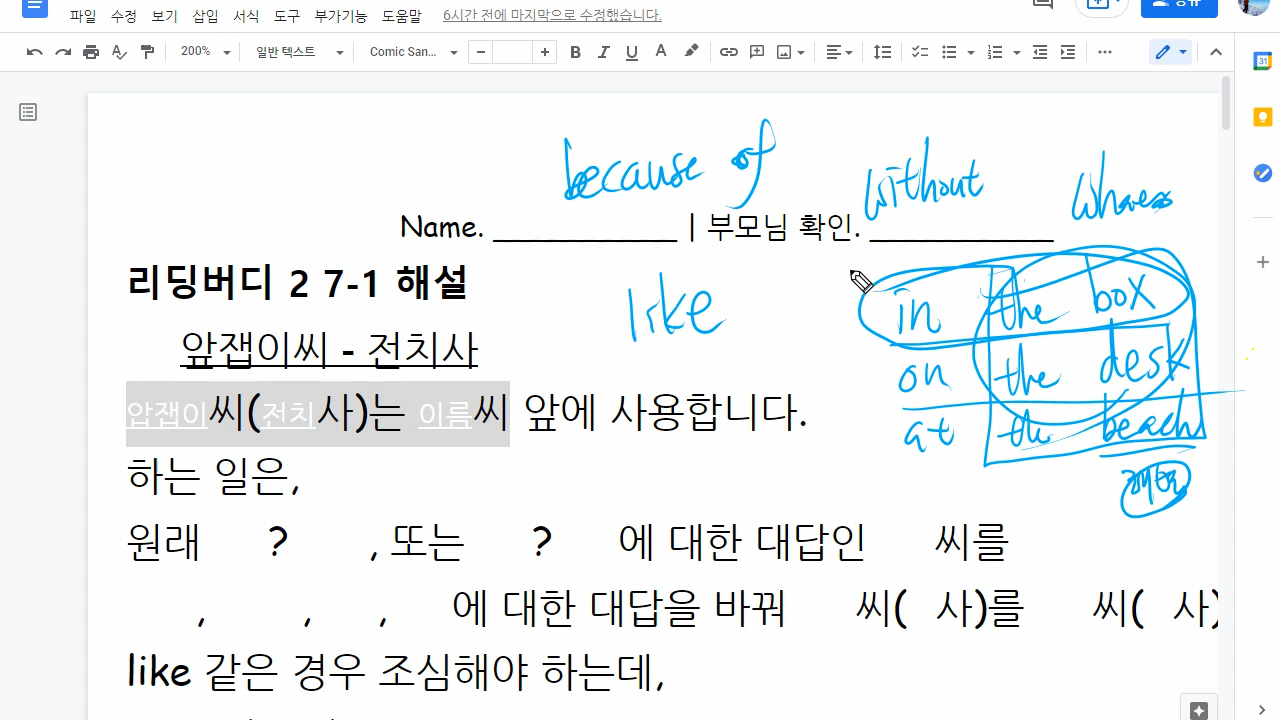 파일 수정 보기 삽입 서식 도구 부가기능 도움말 6시간 전에 마지막으로 수정했습니다.
200% 일반 텍스트 Comic San... B I U A
31
because of
without
Name. ___________ | 부모님 확인. ___________
리딩버디 2 7-1 해설
like
in the box
앞잽이씨 - 전치사
on the desk
압잽이씨(전치사)는 이름씨 앞에 사용합니다.
at the beach
하는 일은,
원래 ? , 또는 ? 에 대한 대답인 씨를
, , , 에 대한 대답을 바꿔 씨( 사)를 씨( 사)
like 같은 경우 조심해야 하는데,